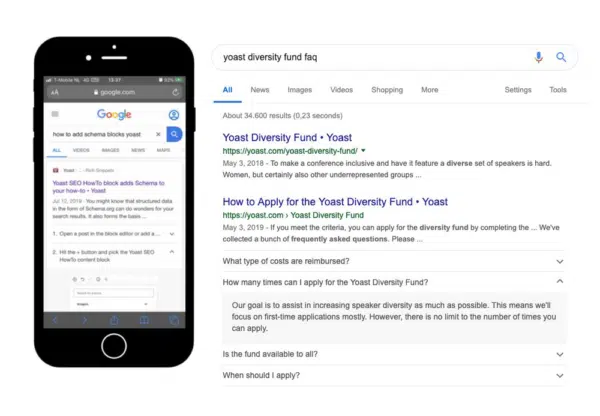 T-Mobile NL 4G
AA google.com
Google
how to add schema blocks yoast
ALL VIDEOS IMAGES NEWS MAPS
Yoast › ... › Rich Snippets
Yoast SEO HowTo block adds Schema to
your how-to • Yoast
Jul 12, 2019 - You might know that structured data
in the form of Schema.org can do wonders for your
search results. It also forms the basis ...
1. Open a post in the block editor and add a ...
2. Hit the + button and pick the Yoast SEO
HowTo content block
yoast diversity fund faq
All News Images Videos Shopping More Settings Tools
About 34.600 results (0,23 seconds)
Yoast Diversity Fund • Yoast
https://yoast.com/yoast-diversity-fund/
May 3, 2018 - To make a conference inclusive and have it feature a diverse set of speakers is hard.
Women, but certainly also other underrepresented groups ...
How to Apply for the Yoast Diversity Fund • Yoast
https://yoast.com › Yoast Diversity Fund
May 3, 2019 - If you meet the criteria, you can apply for the diversity fund by completing the ... We've
collected a bunch of frequently asked questions. Please ...
What type of costs are reimbursed?
How many times can I apply for the Yoast Diversity Fund?
Our goal is to assist in increasing speaker diversity as much as possible. This means we'll
focus on first-time applications mostly. However, there is no limit to the number of times you
can apply.
Is the fund available to all?
When should I apply?